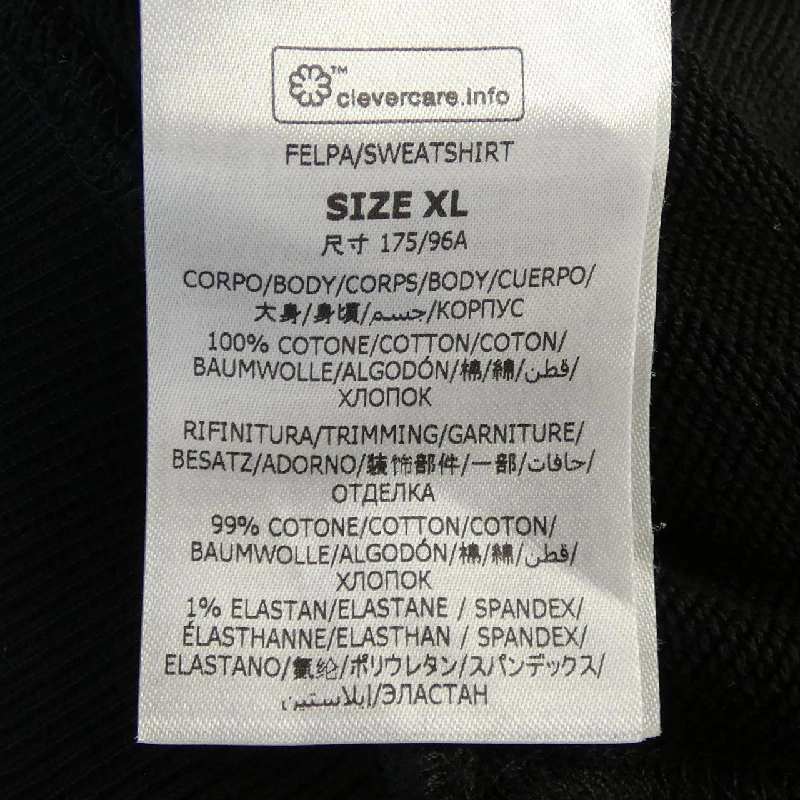 ™ clevercare.info
FELPA/SWEATSHIRT
SIZE XL
尺寸 175/96A
CORPO/BODY/CORPS/BODY/CUERPO/
大身/身頃/جسم/КОРПУС
100% COTONE/COTTON/COTON/
BAUMWOLLE/ALGODÓN/棉/綿/قطن/
ХЛОПОК
RIFINITURA/TRIMMING/GARNITURE/
BESATZ/ADORNO/装饰部件/一部/حافات/
ОТДЕЛКА
99% COTONE/COTTON/COTON/
BAUMWOLLE/ALGODÓN/棉/綿/قطن/
ХЛОПОК
1% ELASTAN/ELASTANE / SPANDEX/
ÉLASTHANNE/ELASTHAN / SPANDEX/
ELASTANO/氨纶/ポリウレタン/スパンデックス/
إيلاستين/ЭЛАСТАН